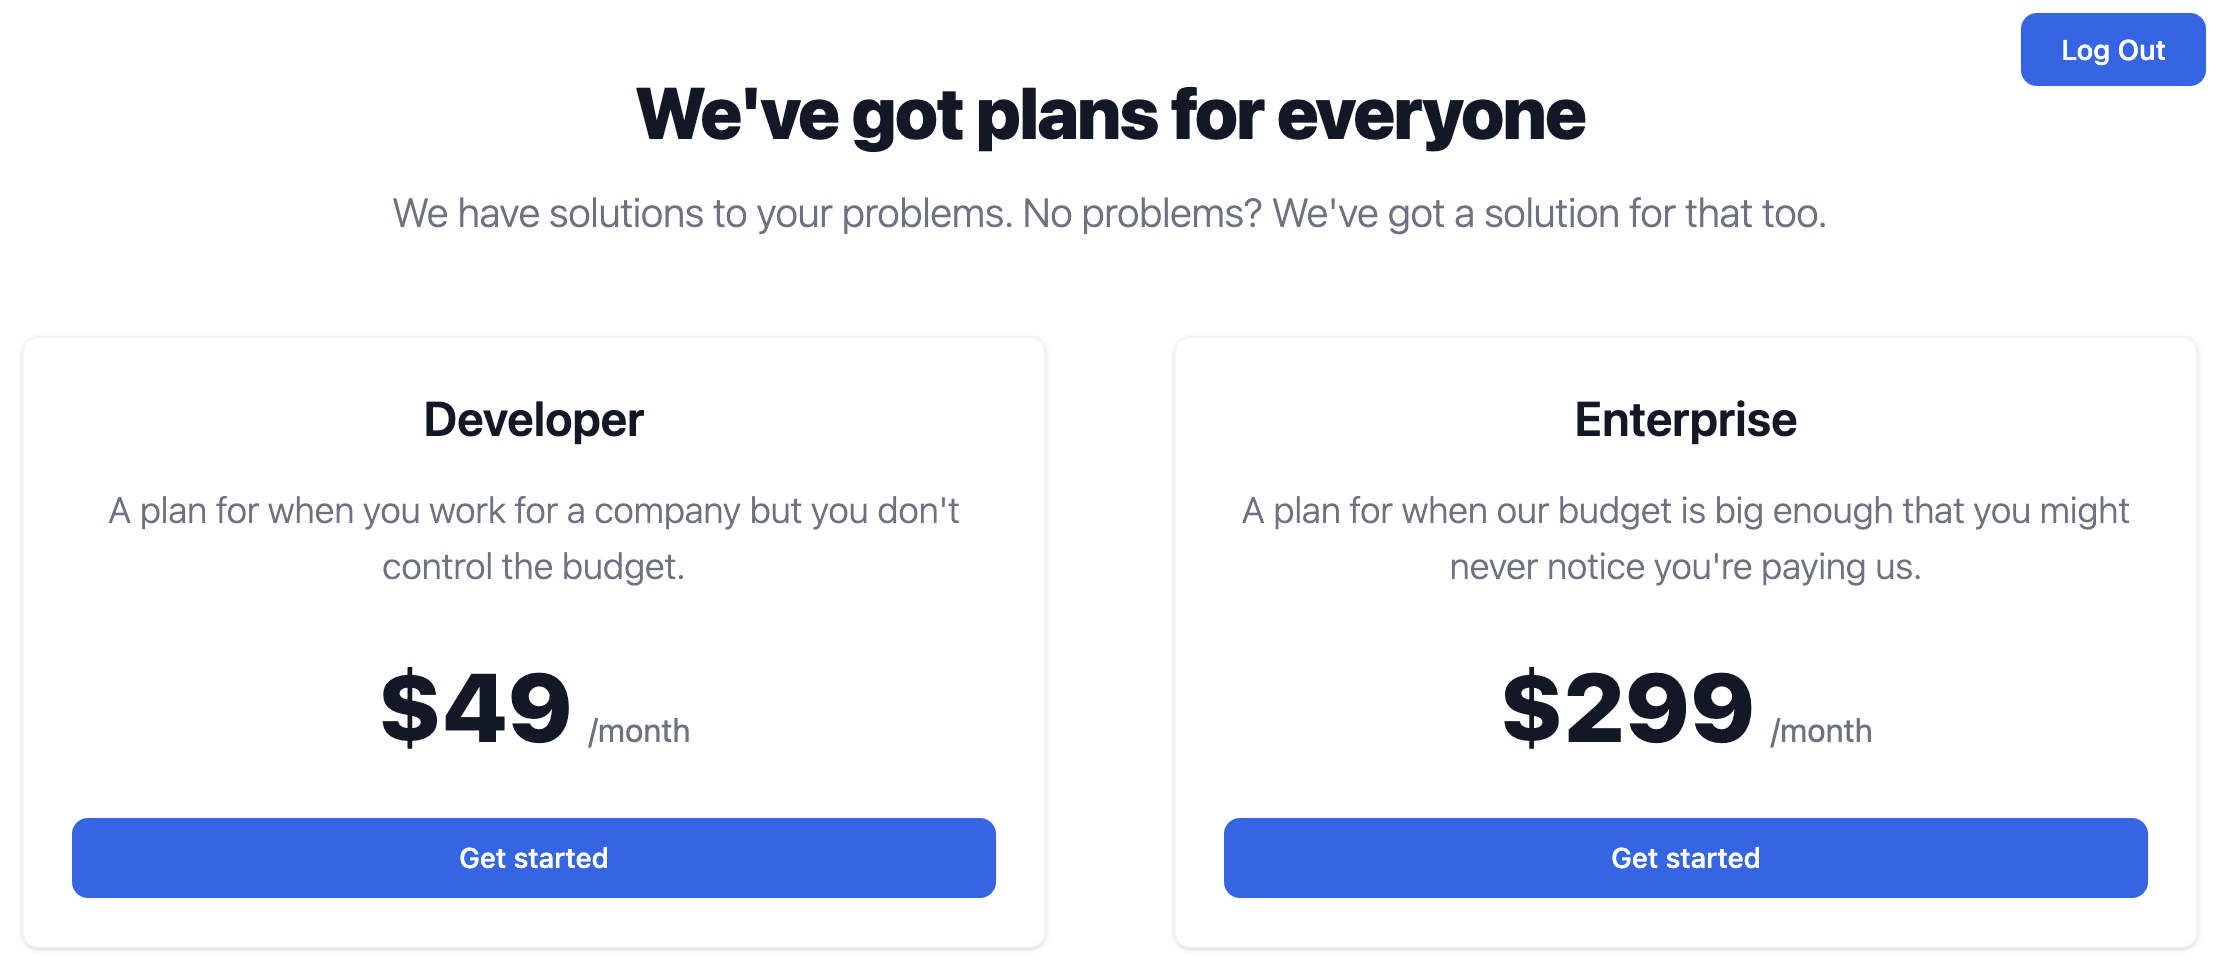 Log Out
We've got plans for everyone
We have solutions to your problems. No problems? We've got a solution for that too.
Developer
A plan for when you work for a company but you don't
control the budget.
$49 /month
Get started
Enterprise
A plan for when our budget is big enough that you might
never notice you're paying us.
$299 /month
Get started